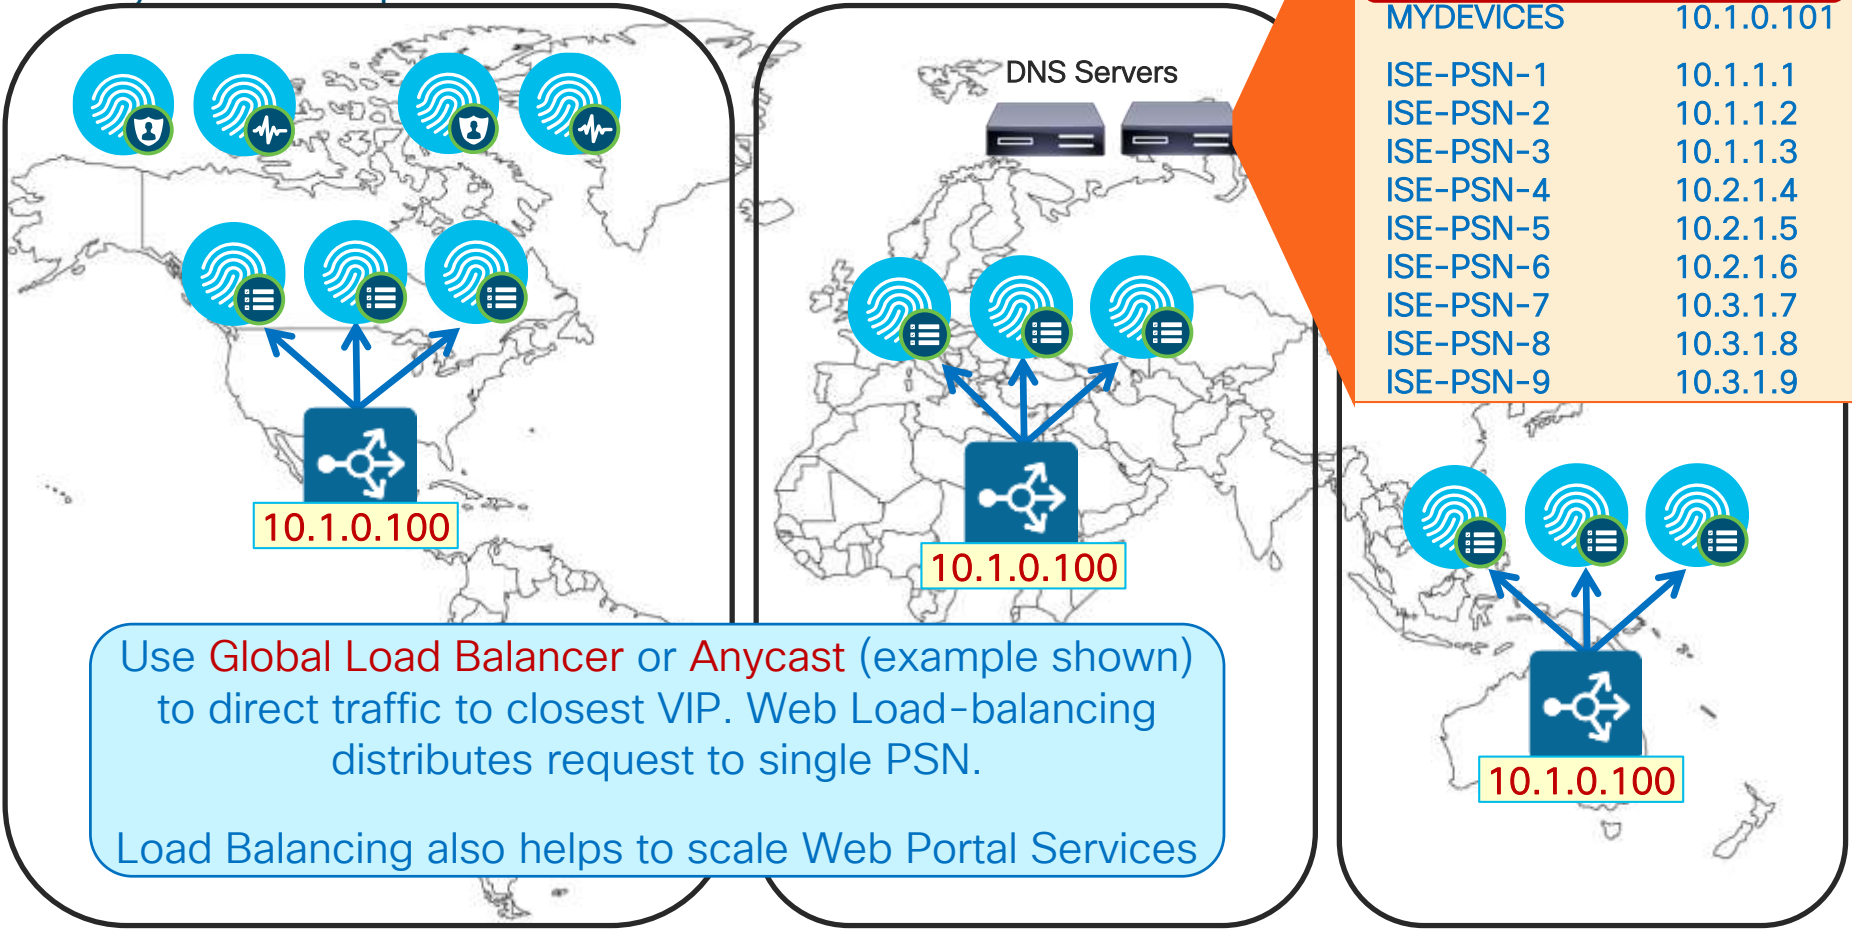 MYDEVICES 10.1.0.101
DNS Servers
ISE-PSN-1 10.1.1.1
ISE-PSN-2 10.1.1.2
ISE-PSN-3 10.1.1.3
ISE-PSN-4 10.2.1.4
ISE-PSN-5 10.2.1.5
ISE-PSN-6 10.2.1.6
ISE-PSN-7 10.3.1.7
ISE-PSN-8 10.3.1.8
ISE-PSN-9 10.3.1.9
10.1.0.100
10.1.0.100
10.1.0.100
Use Global Load Balancer or Anycast (example shown)
to direct traffic to closest VIP. Web Load-balancing
distributes request to single PSN.
Load Balancing also helps to scale Web Portal Services